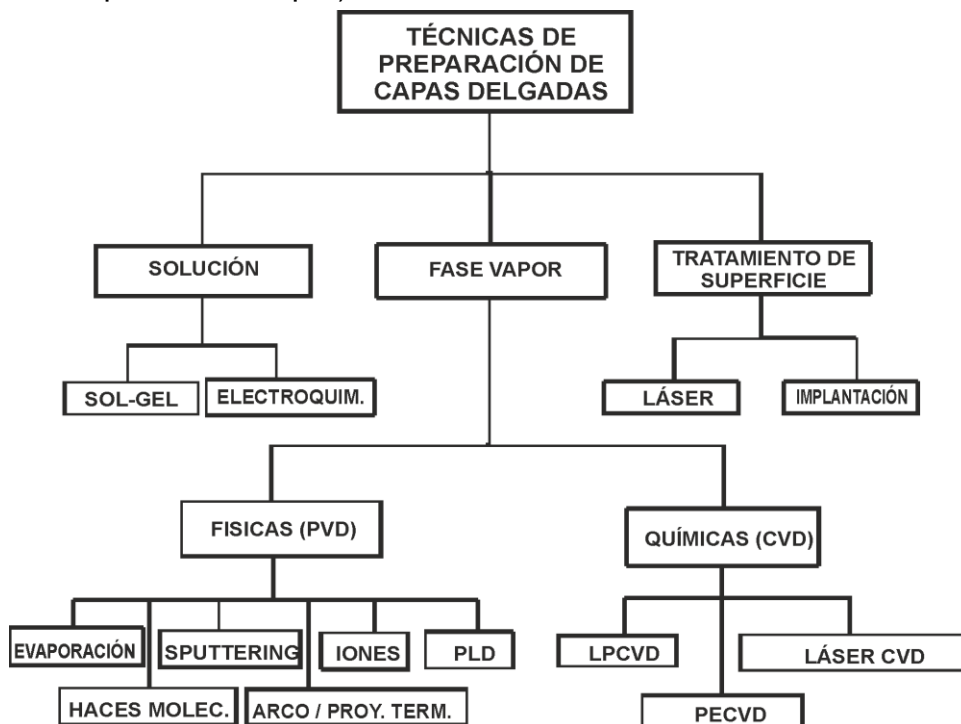 TÉCNICAS DE
PREPARACIÓN DE
CAPAS DELGADAS
SOLUCIÓN
FASE VAPOR
TRATAMIENTO DE
SUPERFICIE
SOL-GEL
ELECTROQUIM.
LÁSER
IMPLANTACIÓN
FISICAS (PVD)
QUÍMICAS (CVD)
EVAPORACIÓN
SPUTTERING
IONES
PLD
LPCVD
LÁSER CVD
HACES MOLEC.
ARCO / PROY. TERM.
PECVD